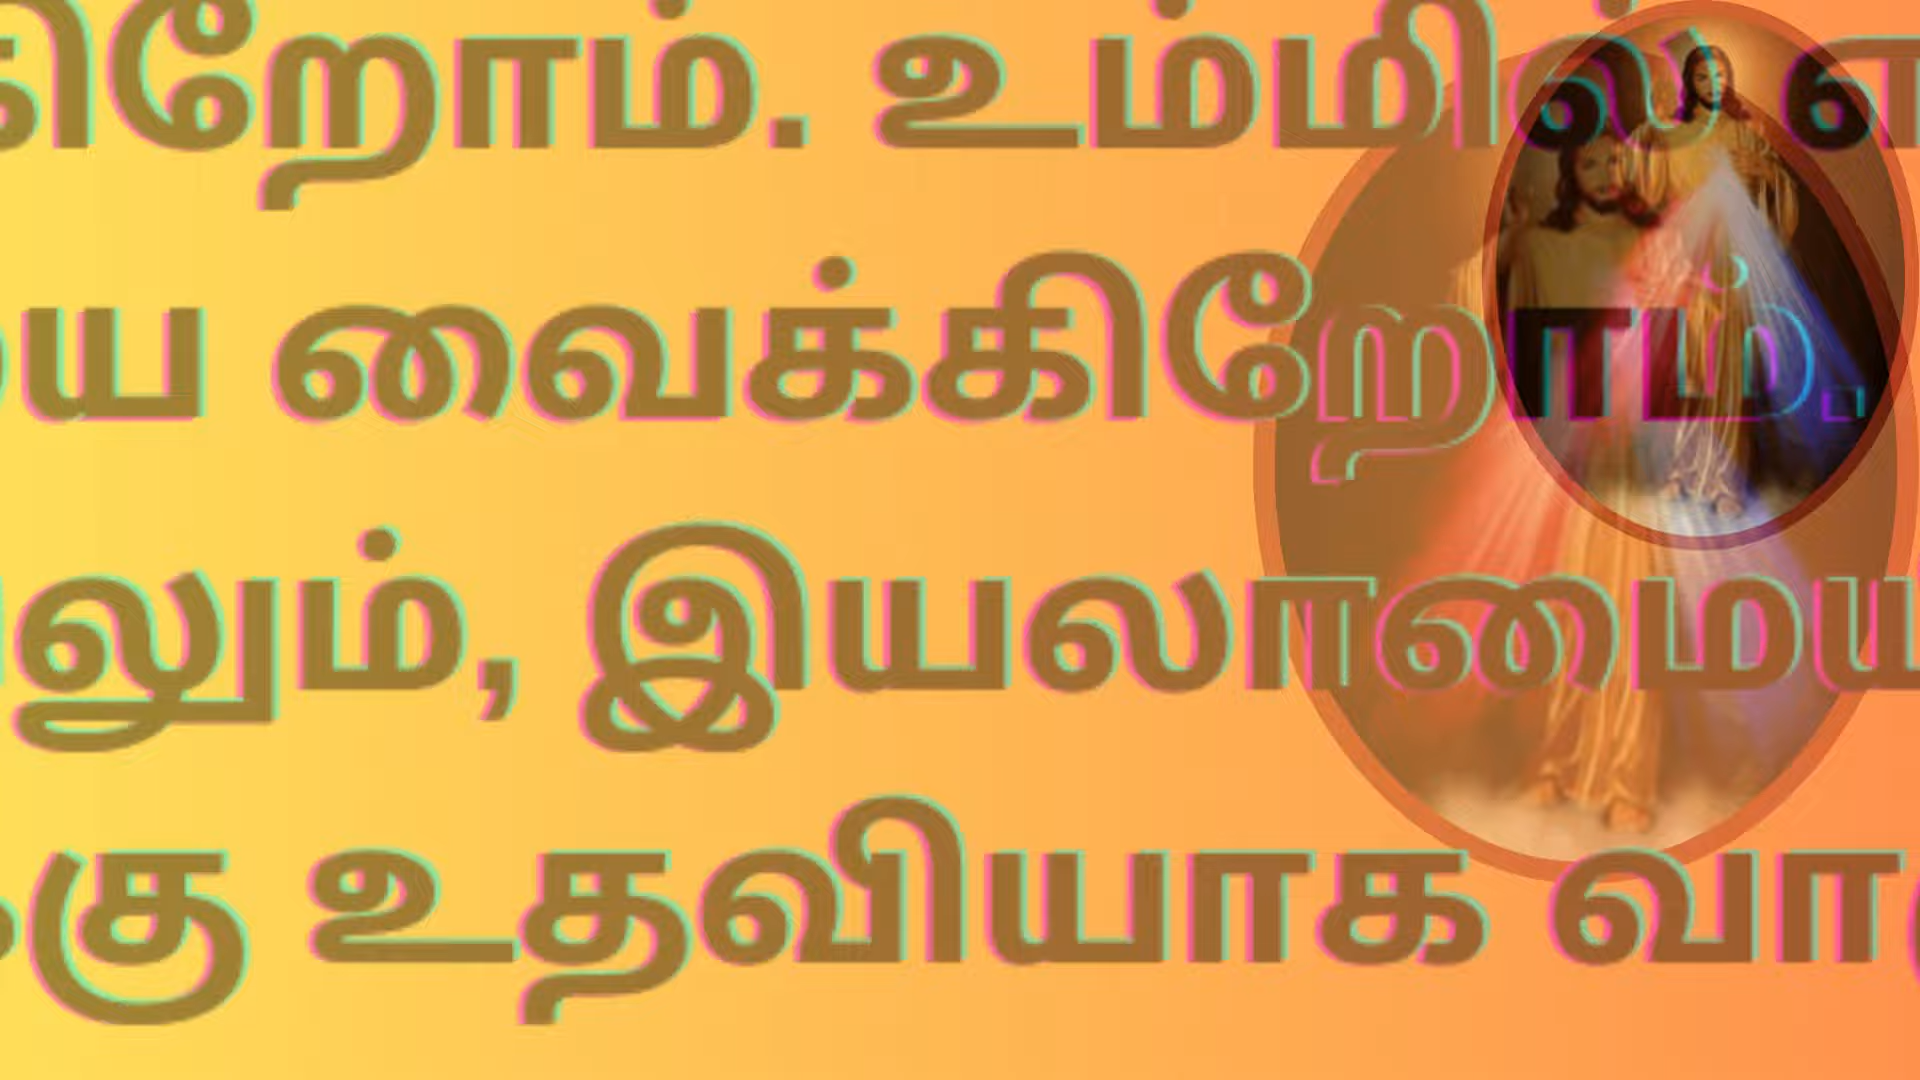 கிறோம். உம்மில் எ
ய வைக்கிறோம்.
லும், இயலாமைய
கு உதவியாக வா